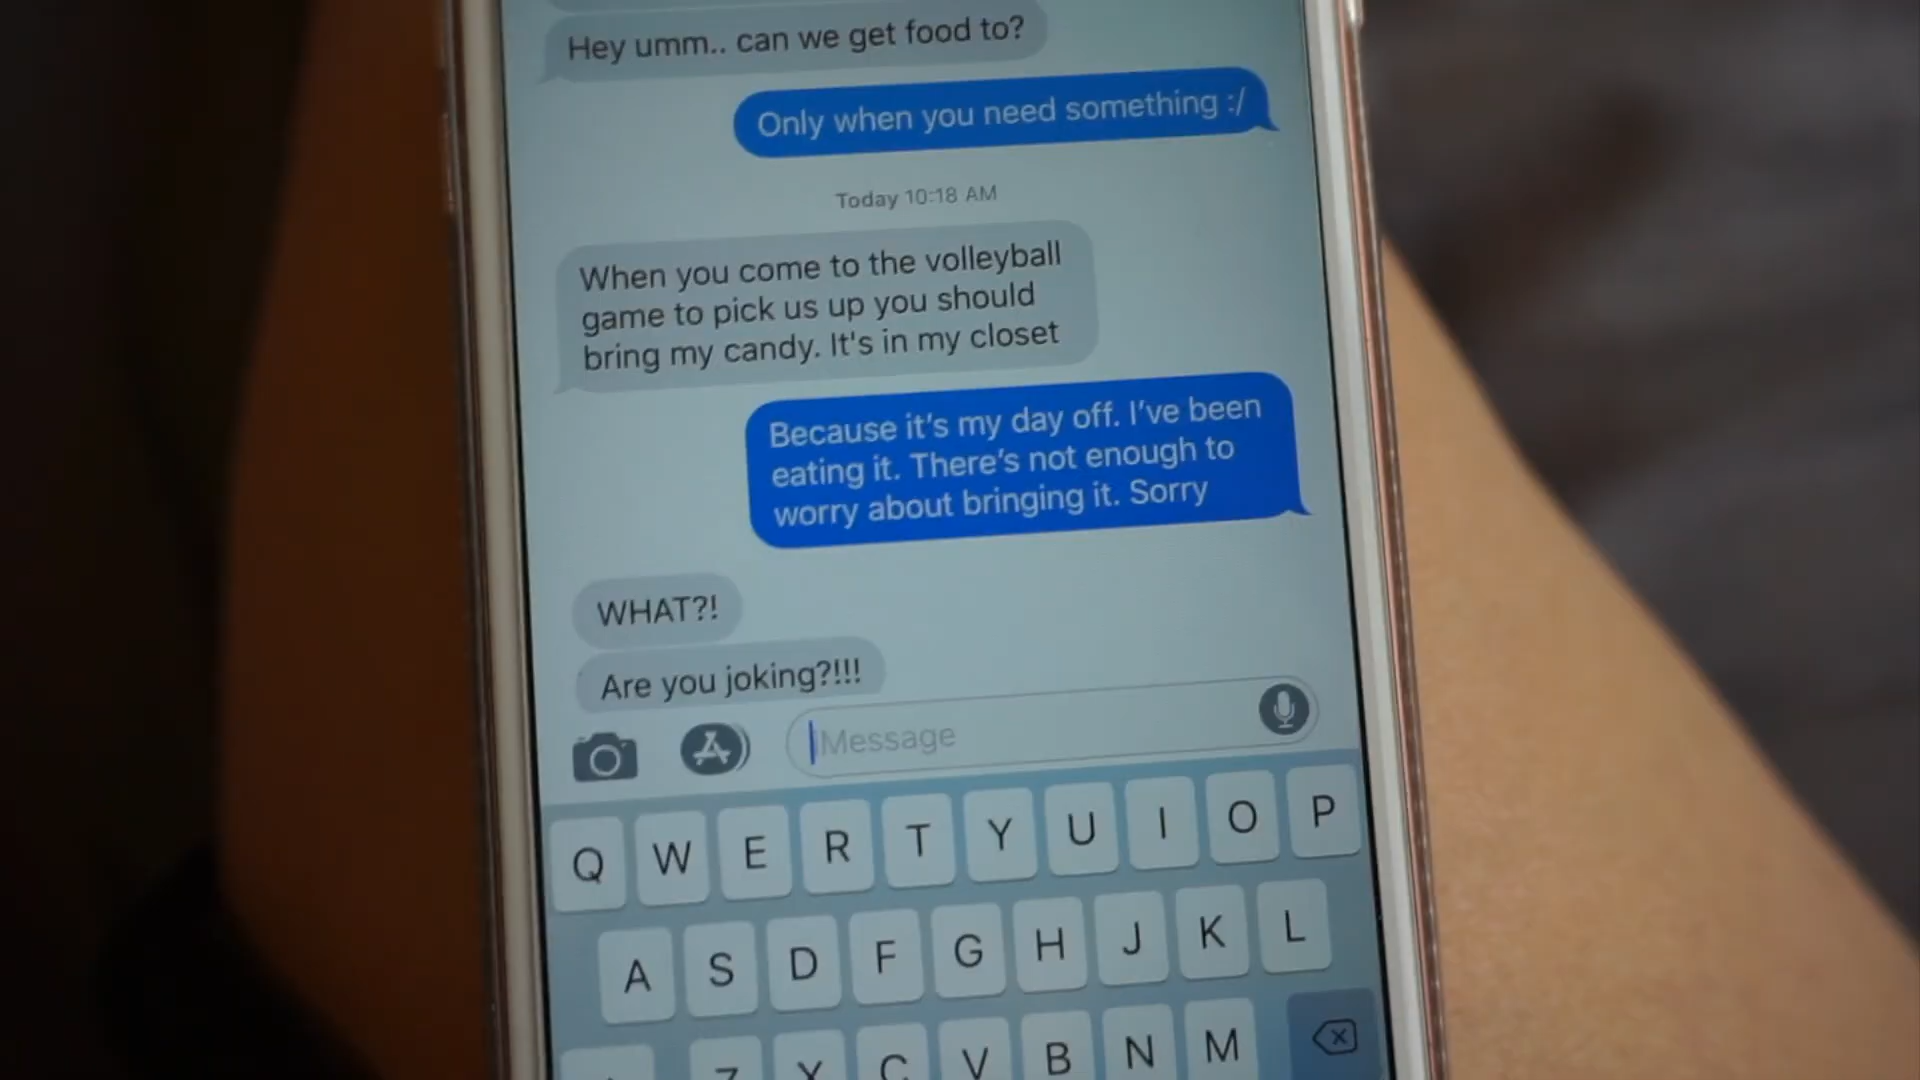 Hey umm.. can we get food to?
Only when you need something :/
Today 10:18 AM
When you come to the volleyball
game to pick us up you should
bring my candy. It's in my closet
Because it's my day off. I've been
eating it. There's not enough to
worry about bringing it. Sorry
WHAT?!
Are you joking?!!!
Message
Q W E R T Y U I O P
A S D F G H J K L
Z X C V B N M